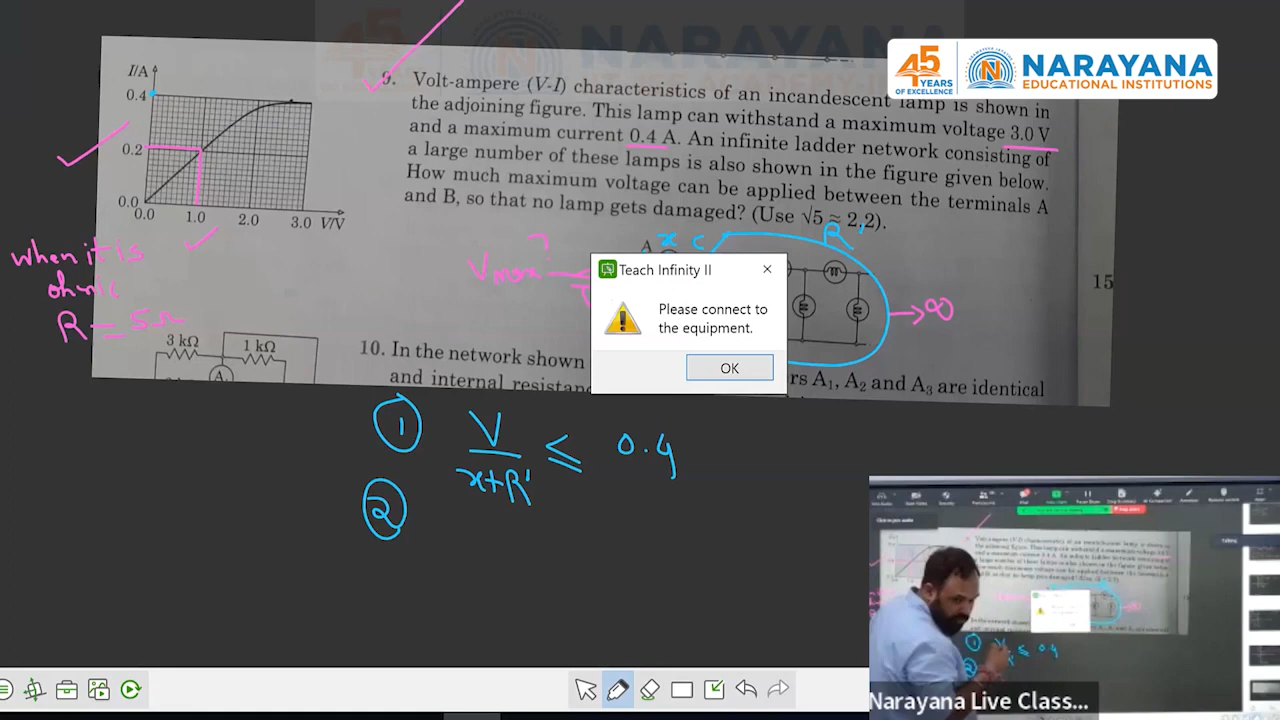 45
YEARS
OF EXCELLENCE
NARAYANA
EDUCATIONAL INSTITUTIONS
I/A
0.4
0.2
0.0
0.0 1.0 2.0 3.0 V/V
9. Volt-ampere (V-I) characteristics of an incandescent lamp is shown in
the adjoining figure. This lamp can withstand a maximum voltage 3.0 V
and a maximum current 0.4 A. An infinite ladder network consisting of
a large number of these lamps is also shown in the figure given below.
How much maximum voltage can be applied between the terminals A
and B, so that no lamp gets damaged? (Use √5 ≈ 2.2).
when it is
ohmic
R = 5Ω
Vmax ?
A x c R'
→∞
15
Teach Infinity II
Please connect to
the equipment.
OK
3 kΩ 1 kΩ
A
10. In the network shown
and internal resistan
rs A₁, A₂ and A₃ are identical
① V/x+R' ≤ 0.4
②
Narayana Live Class...